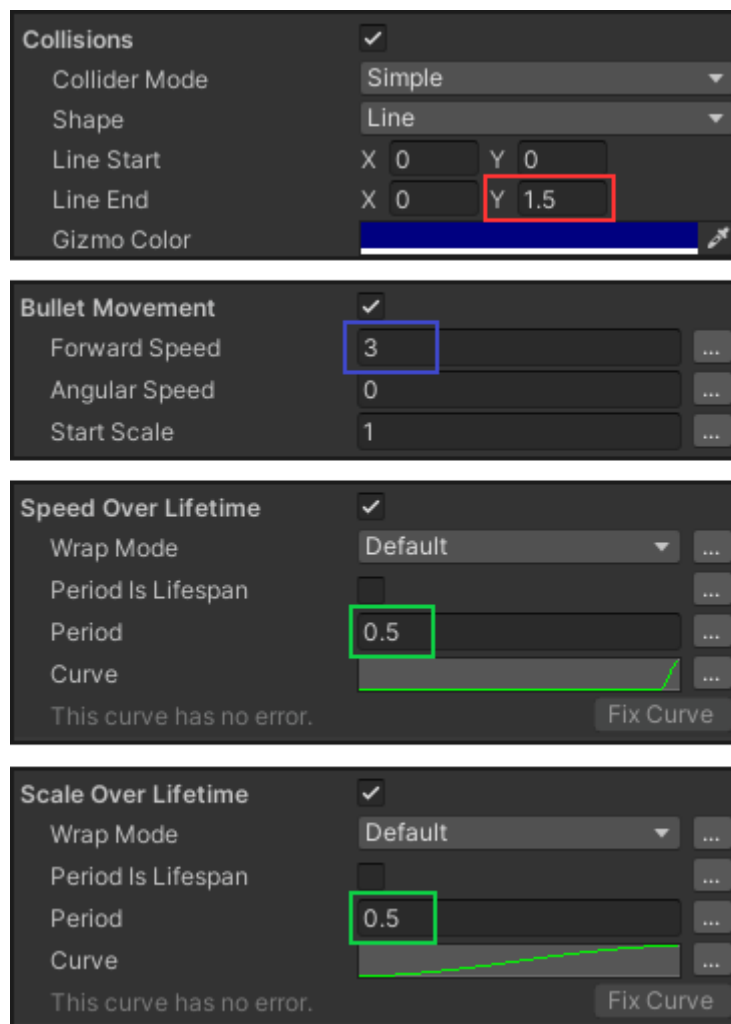 Collisions
Collider Mode Simple
Shape Line
Line Start X 0 Y 0
Line End X 0 Y 1.5
Gizmo Color
Bullet Movement
Forward Speed 3 ...
Angular Speed 0 ...
Start Scale 1 ...
Speed Over Lifetime
Wrap Mode Default ...
Period Is Lifespan ...
Period 0.5 ...
Curve ...
This curve has no error. Fix Curve
Scale Over Lifetime
Wrap Mode Default ...
Period Is Lifespan ...
Period 0.5 ...
Curve ...
This curve has no error. Fix Curve